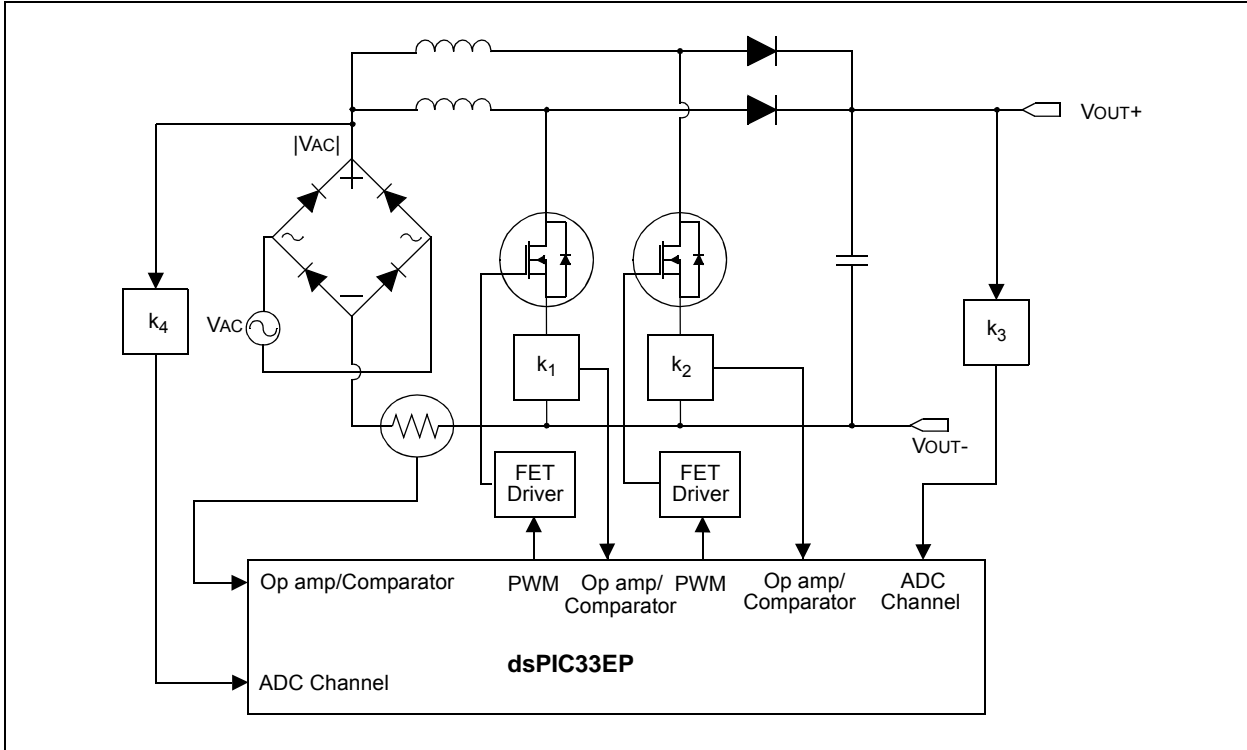 VOUT+
|VAC|
k4
VAC
k1
k2
k3
VOUT-
FET
Driver
FET
Driver
Op amp/Comparator
PWM
Op amp/
Comparator
PWM
Op amp/
Comparator
ADC
Channel
dsPIC33EP
ADC Channel